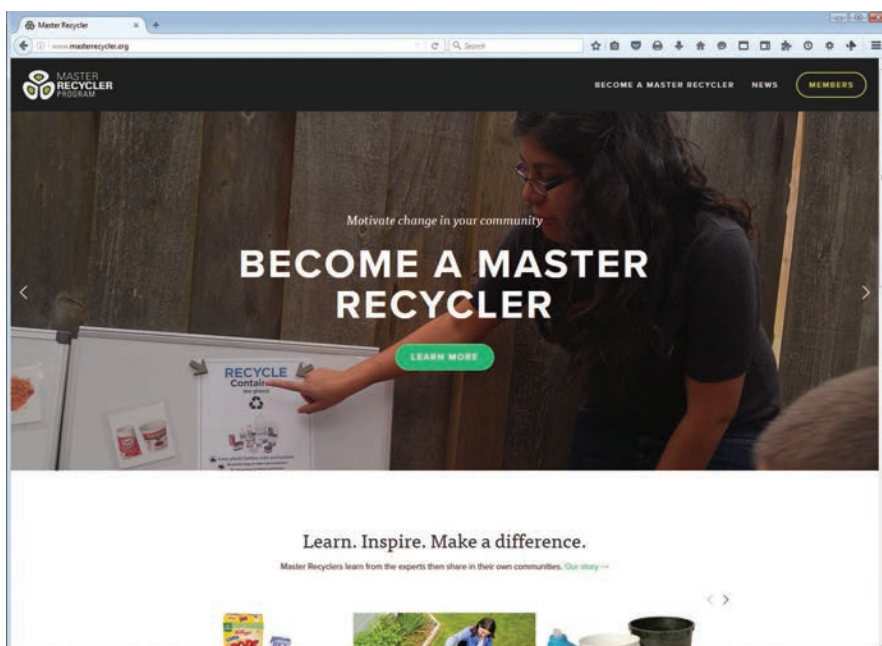 Master Recycler
www.masterrecycler.org
Search
MASTER
RECYCLER
PROGRAM
BECOME A MASTER RECYCLER NEWS MEMBERS
Motivate change in your community
BECOME A MASTER
RECYCLER
LEARN MORE
RECYCLE
(no glass)
Learn. Inspire. Make a difference.
Master Recyclers learn from the experts then share in their own communities. Our story →